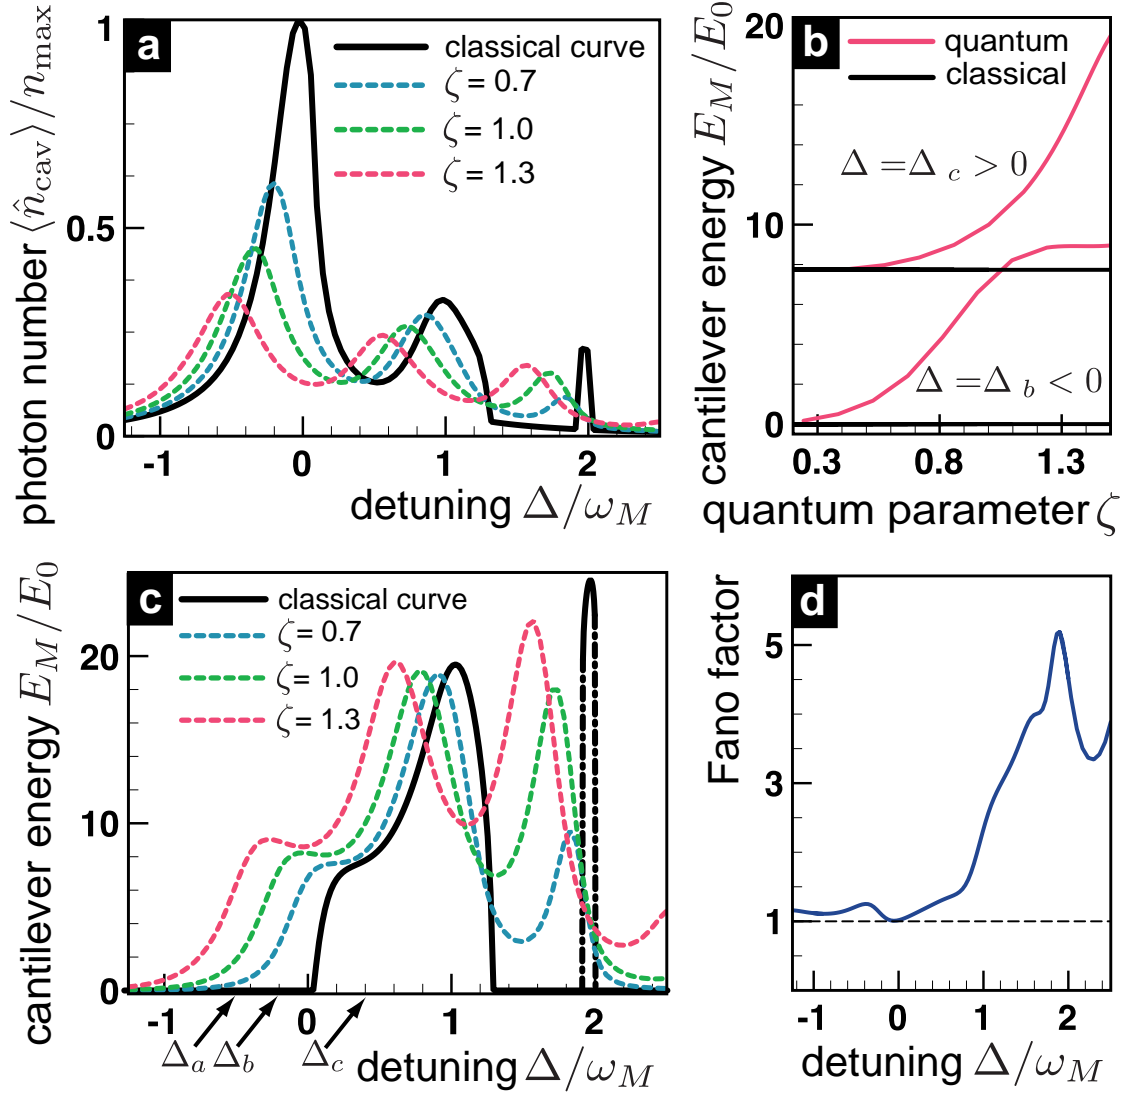 a
photon number ⟨n̂cav⟩/nmax
1
0.5
0
classical curve
ζ = 0.7
ζ = 1.0
ζ = 1.3
-1 0 1 2
detuning Δ/ωM
b
cantilever energy EM/E0
20
10
0
quantum
classical
Δ = Δc > 0
Δ = Δb < 0
0.3 0.8 1.3
quantum parameter ζ
c
cantilever energy EM/E0
20
10
0
classical curve
ζ = 0.7
ζ = 1.0
ζ = 1.3
-1 0 1 2
Δa Δb Δc
detuning Δ/ωM
d
Fano factor
5
3
1
-1 0 1 2
detuning Δ/ωM